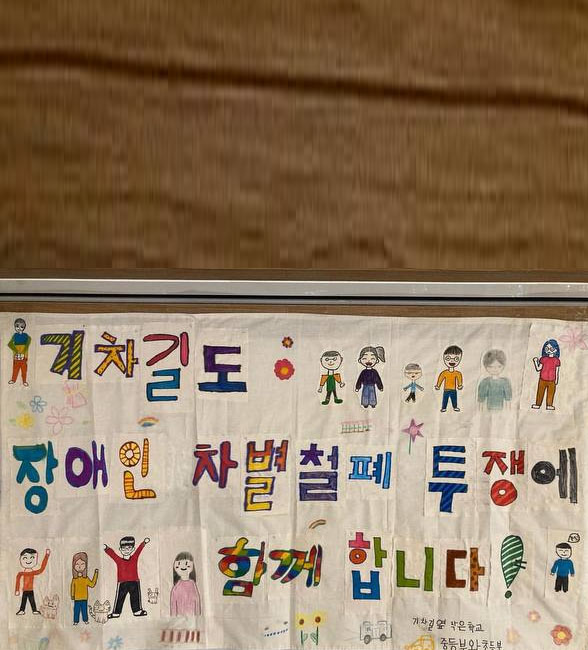 기차길도
장애인 차별철폐 투쟁에
함께 합니다!
기차길옆 작은학교
중등부와 초등부